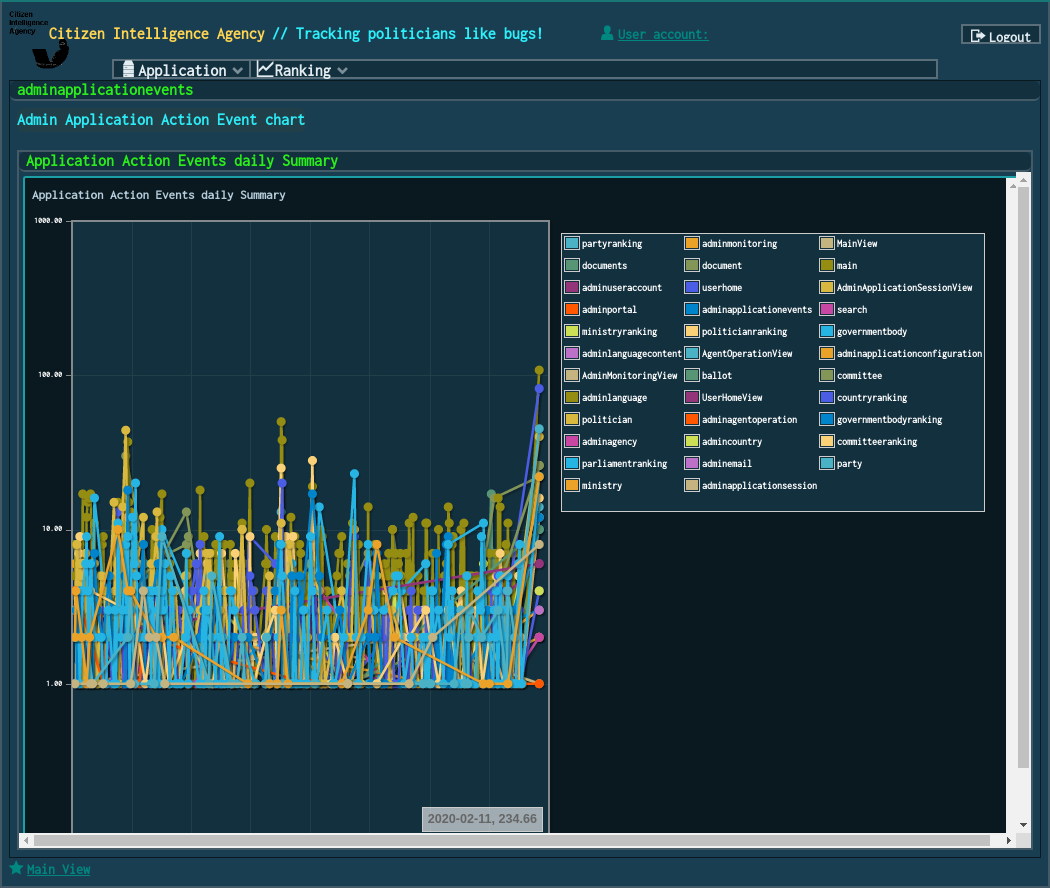 Citizen
Intelligence
Agency
Citizen Intelligence Agency // Tracking politicians like bugs!
User account:
Logout
Application
Ranking
adminapplicationevents
Admin Application Action Event chart
Application Action Events daily Summary
Application Action Events daily Summary
1000.00
100.00
10.00
1.00
partyranking adminmonitoring MainView
documents document main
adminuseraccount userhome AdminApplicationSessionView
adminportal adminapplicationevents search
ministryranking politicianranking governmentbody
adminlanguagecontent AgentOperationView adminapplicationconfiguration
AdminMonitoringView ballot committee
adminlanguage UserHomeView countryranking
politician adminagentoperation governmentbodyranking
adminagency admincountry committeeranking
parliamentranking adminemail party
ministry adminapplicationsession
2020-02-11, 234.66
Main View